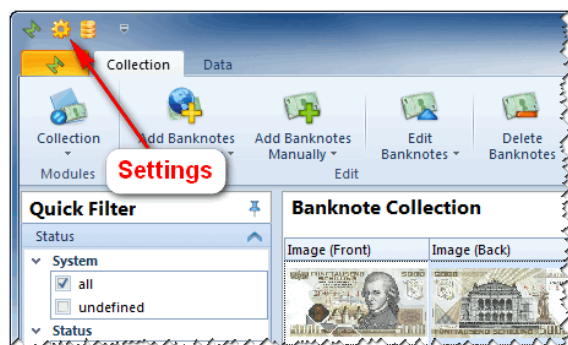 Collection Data
Collection
Add Banknotes
Add Banknotes
Manually
Edit
Banknotes
Delete
Banknotes
Modules
Edit
Settings
Quick Filter
Banknote Collection
Status
System
all
undefined
Status
Image (Front) Image (Back)
5000